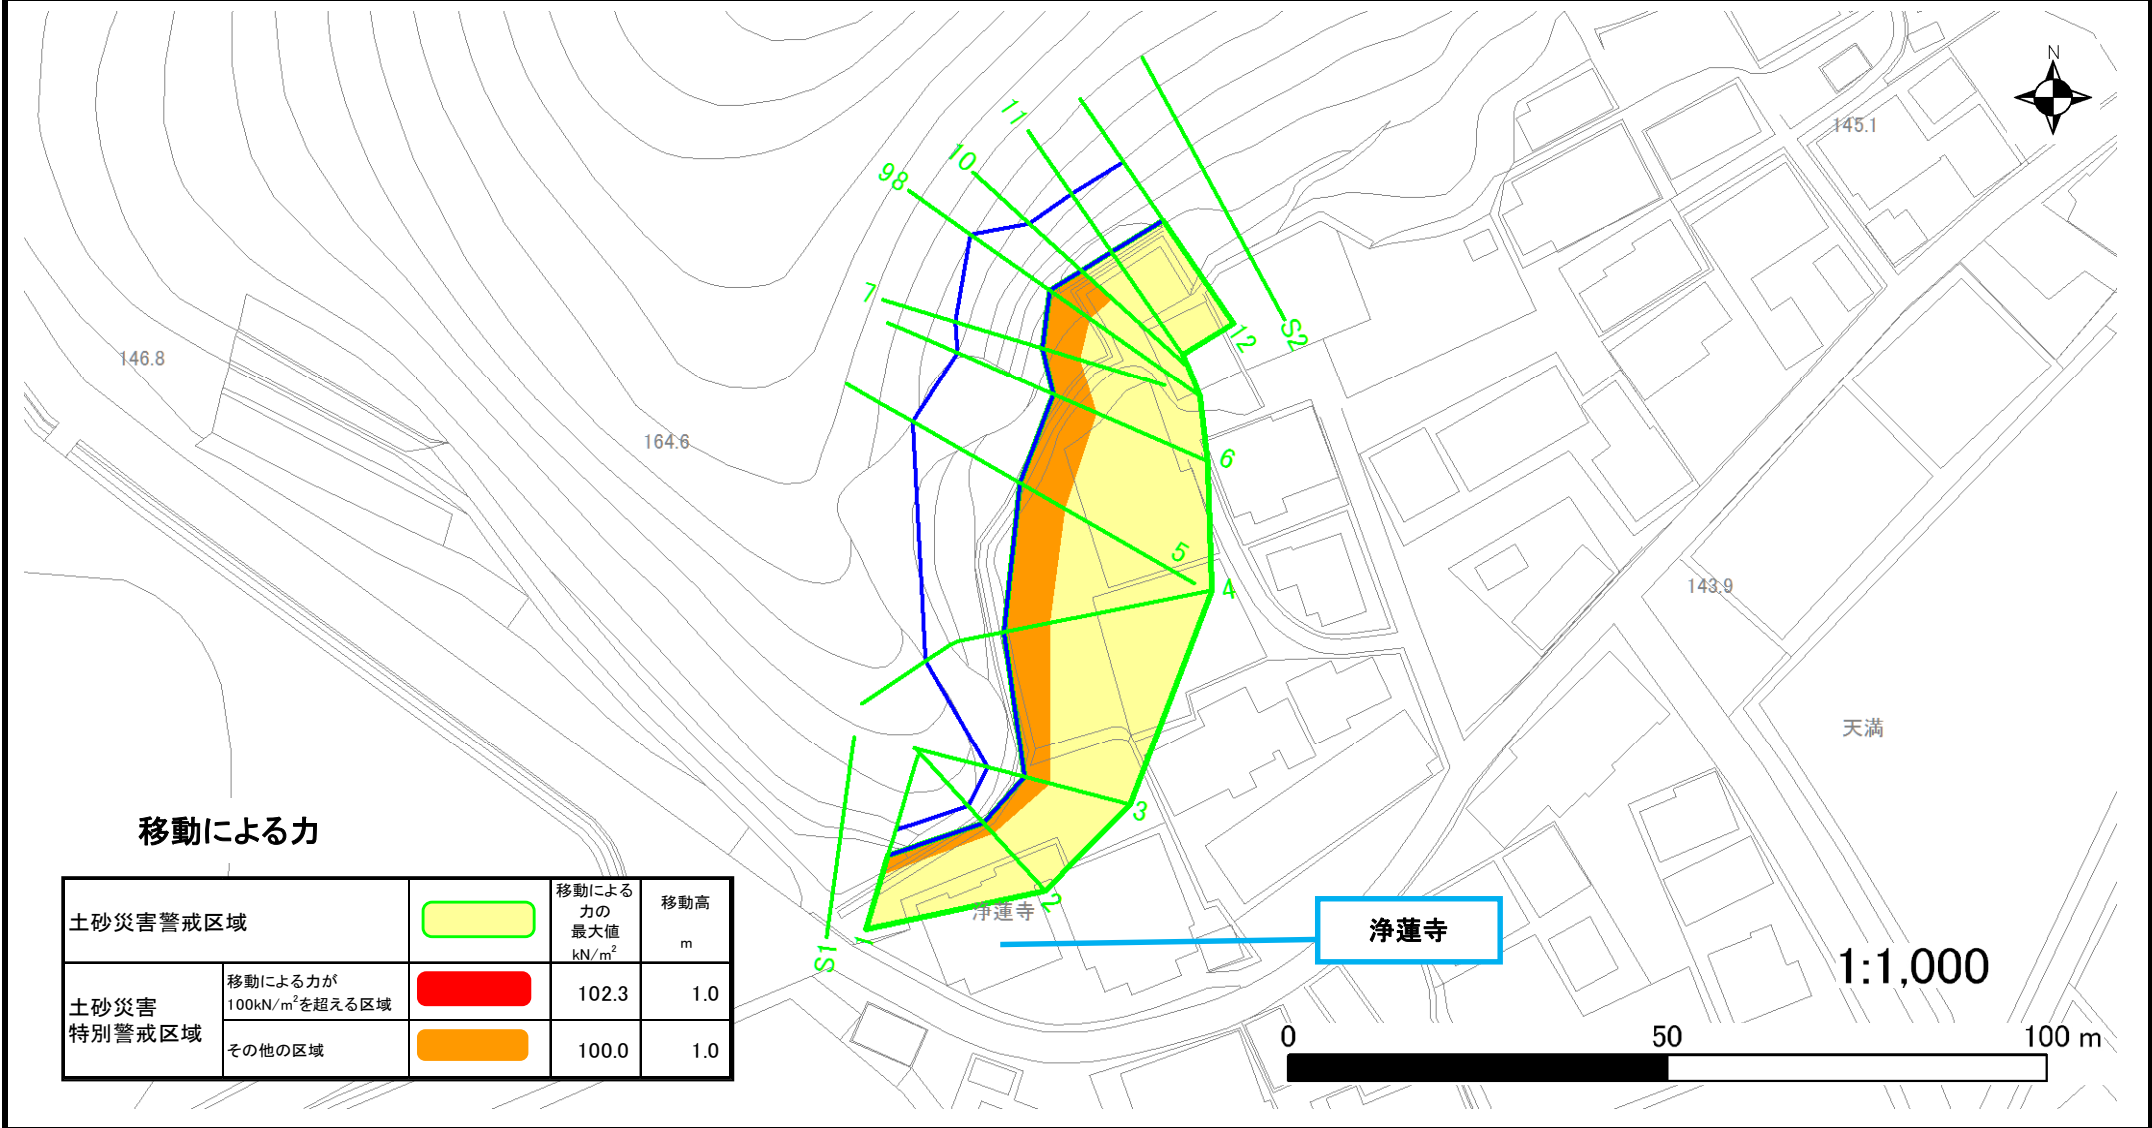 N
145.1
11
10
98
7
12
S2
146.8
164.6
6
5
4
143.9
天満
3
2
浄蓮寺
1
S1
浄蓮寺
移動による力
土砂災害警戒区域
移動による
力の
最大値
kN/m²
移動高
m
土砂災害
特別警戒区域
移動による力が
100kN/m²を超える区域
102.3
1.0
その他の区域
100.0
1.0
1:1,000
0
50
100 m